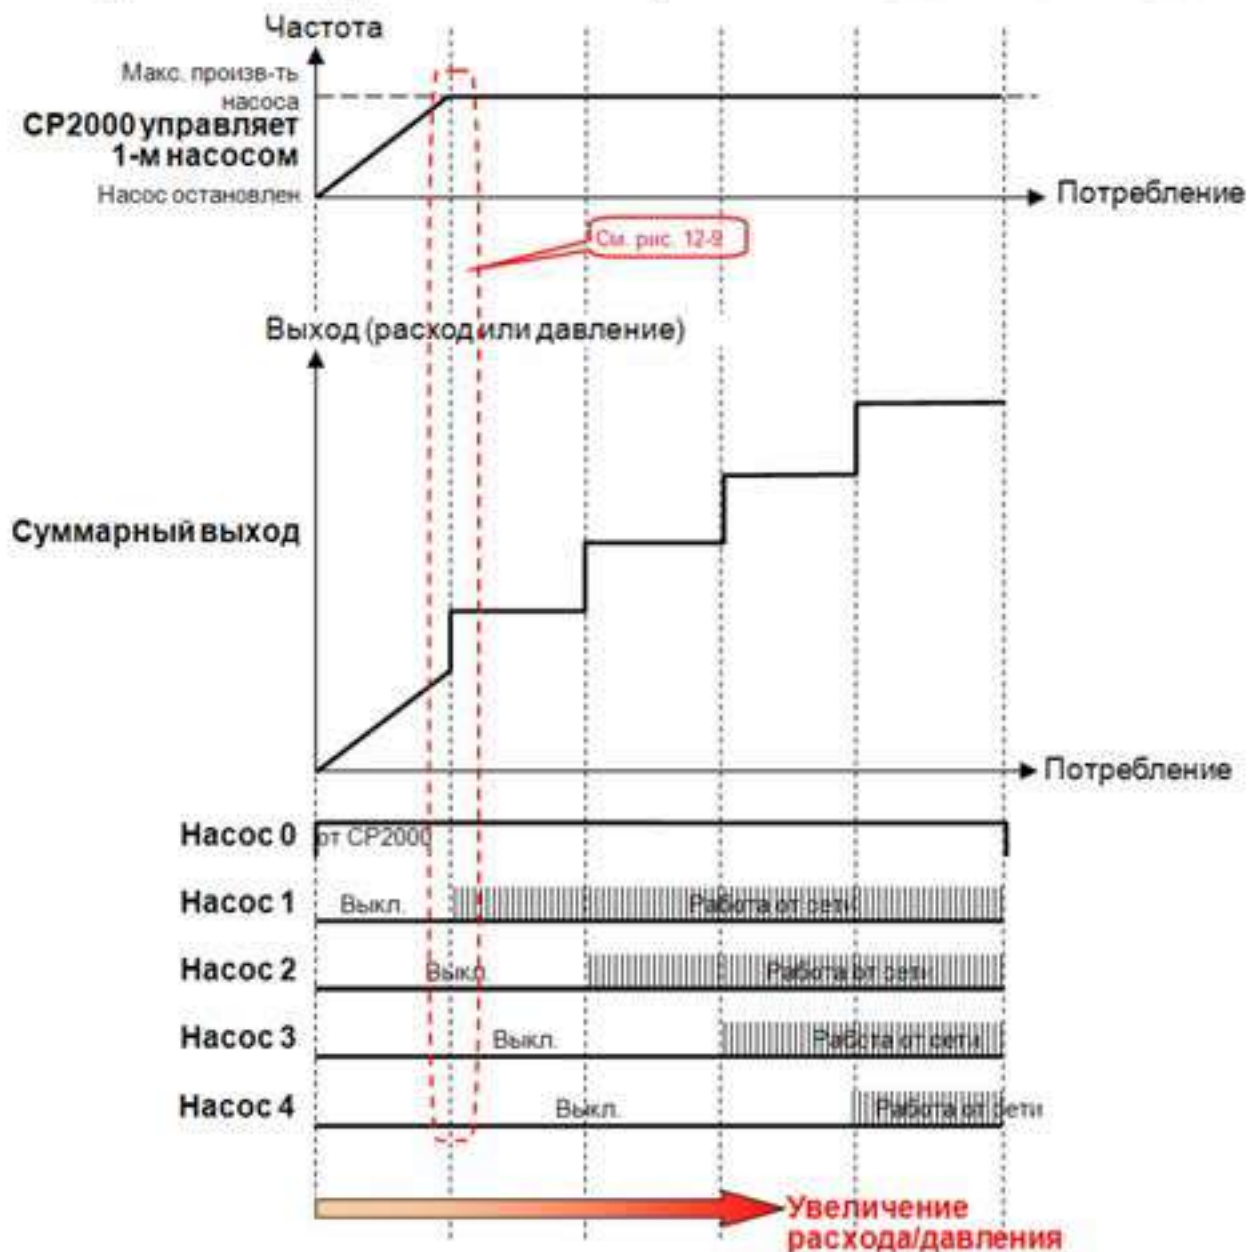 Частота
Макс. произв-ть
насоса
CP2000 управляет
1-м насосом
Насос остановлен
Потребление
См. рис. 12-9
Выход (расход или давление)
Суммарный выход
Потребление
Насос 0
от CP2000
Насос 1
Выкл.
Работа от сети
Насос 2
Выкл.
Работа от сети
Насос 3
Выкл.
Работа от сети
Насос 4
Выкл.
Работа от сети
Увеличение
расхода/давления